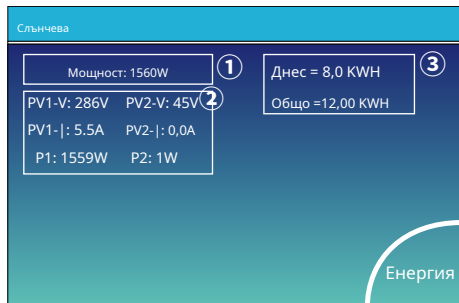 Слънчева
Мощност: 1560W ①
Днес = 8,0 KWH ③
Общо =12,00 KWH
PV1-V: 286V PV2-V: 45V ②
PV1-|: 5.5A PV2-|: 0,0A
P1: 1559W P2: 1W
Енергия